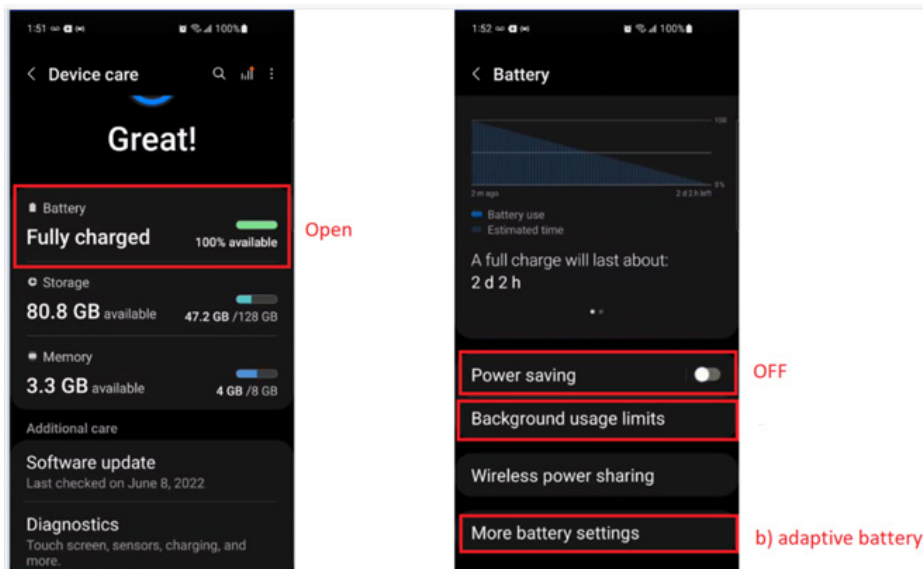 1:51
100%
Device care
Great!
Battery
Fully charged
100% available
Open
Storage
80.8 GB available
47.2 GB /128 GB
Memory
3.3 GB available
4 GB /8 GB
Additional care
Software update
Last checked on June 8, 2022
Diagnostics
Touch screen, sensors, charging, and
more.
1:52
100%
Battery
100
0%
2 m ago
2 d 2 h left
Battery use
Estimated time
A full charge will last about:
2 d 2 h
Power saving
OFF
Background usage limits
Wireless power sharing
More battery settings
b) adaptive battery